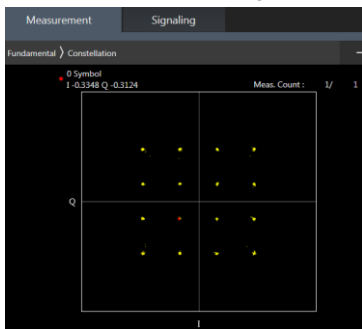 Measurement Signaling
Fundamental 〉 Constellation
0 Symbol
I -0.3348 Q -0.3124 Meas. Count : 1/ 1
Q
I